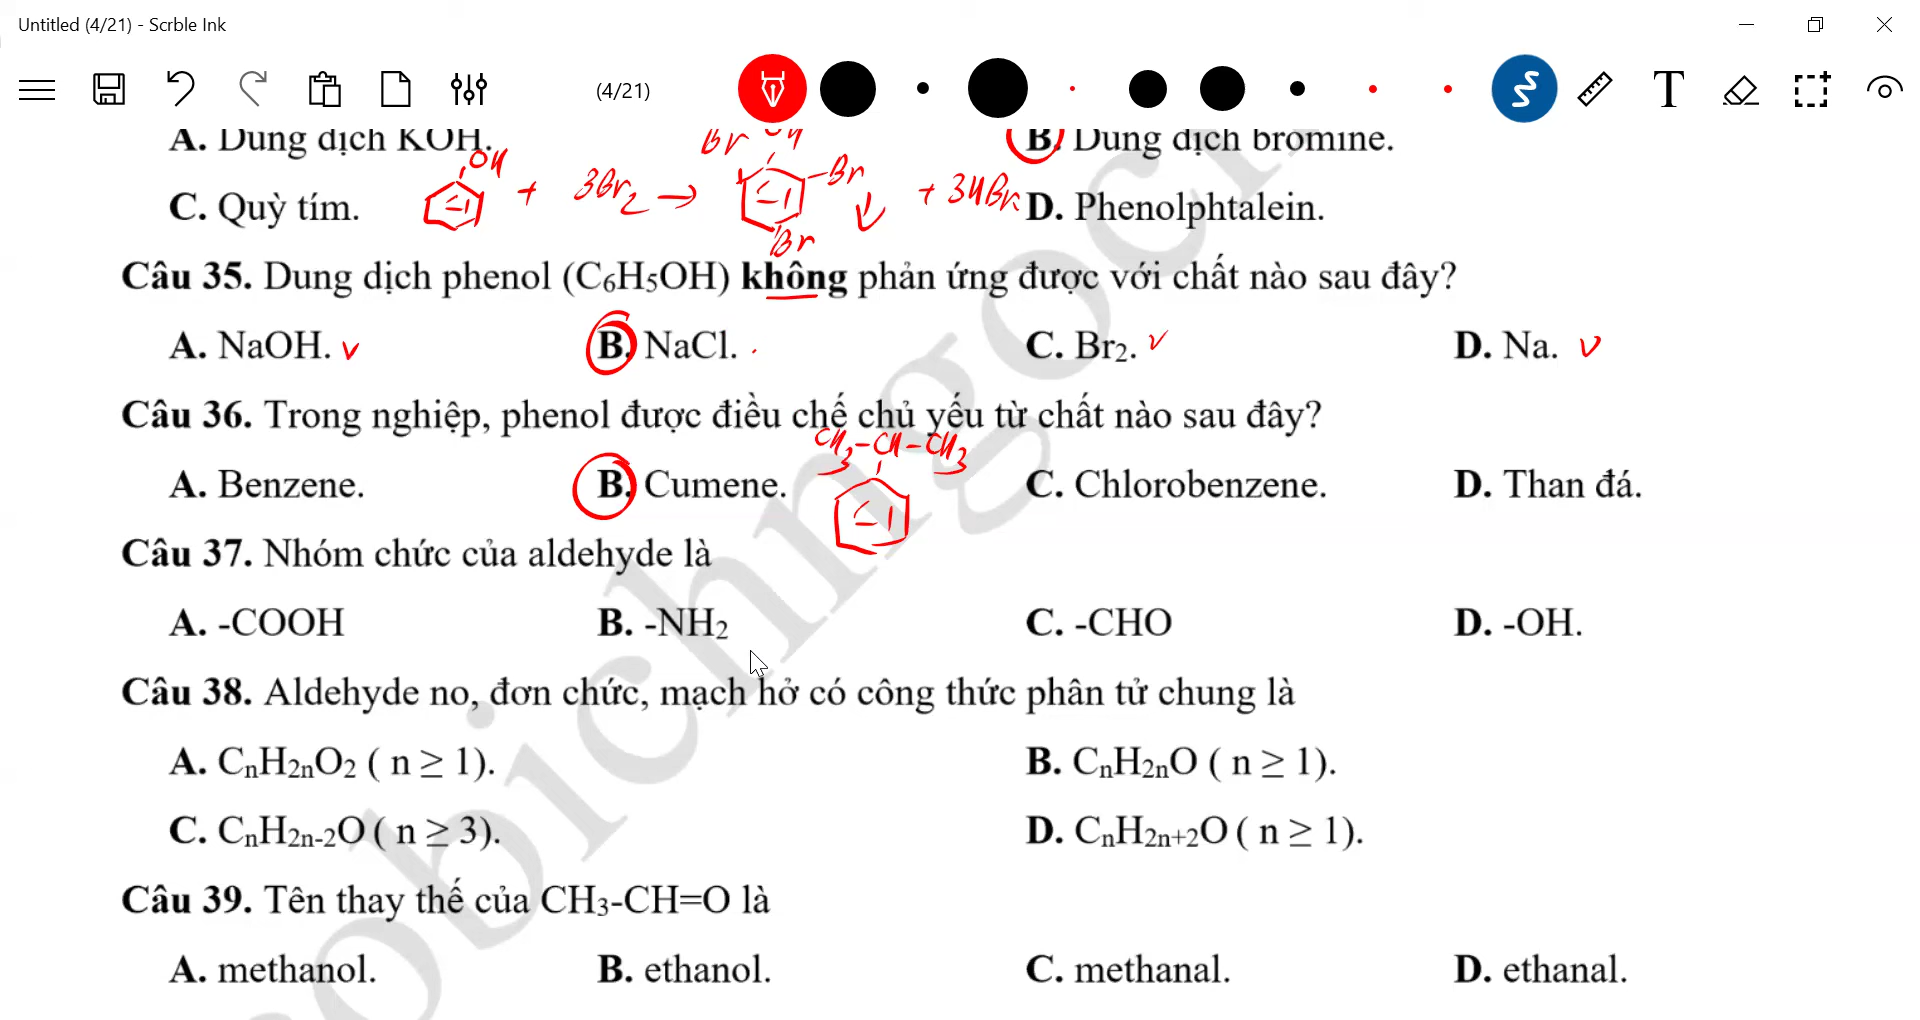 Untitled (4/21) - Scrble Ink
(4/21)
T
A. Dung dịch KOH.
B. Dung dịch bromine.
Br OH
OH + 3Br2 → -Br ↓ + 3HBr
Br
C. Quỳ tím.
D. Phenolphtalein.
Câu 35. Dung dịch phenol (C6H5OH) không phản ứng được với chất nào sau đây?
A. NaOH. v B. NaCl. C. Br2. v D. Na. v
Câu 36. Trong nghiệp, phenol được điều chế chủ yếu từ chất nào sau đây?
CH3-CH-CH3
A. Benzene. B. Cumene. C. Chlorobenzene. D. Than đá.
Câu 37. Nhóm chức của aldehyde là
A. -COOH B. -NH2 C. -CHO D. -OH.
Câu 38. Aldehyde no, đơn chức, mạch hở có công thức phân tử chung là
A. CnH2nO2 ( n ≥ 1). B. CnH2nO ( n ≥ 1).
C. CnH2n-2O ( n ≥ 3). D. CnH2n+2O ( n ≥ 1).
Câu 39. Tên thay thế của CH3-CH=O là
A. methanol. B. ethanol. C. methanal. D. ethanal.